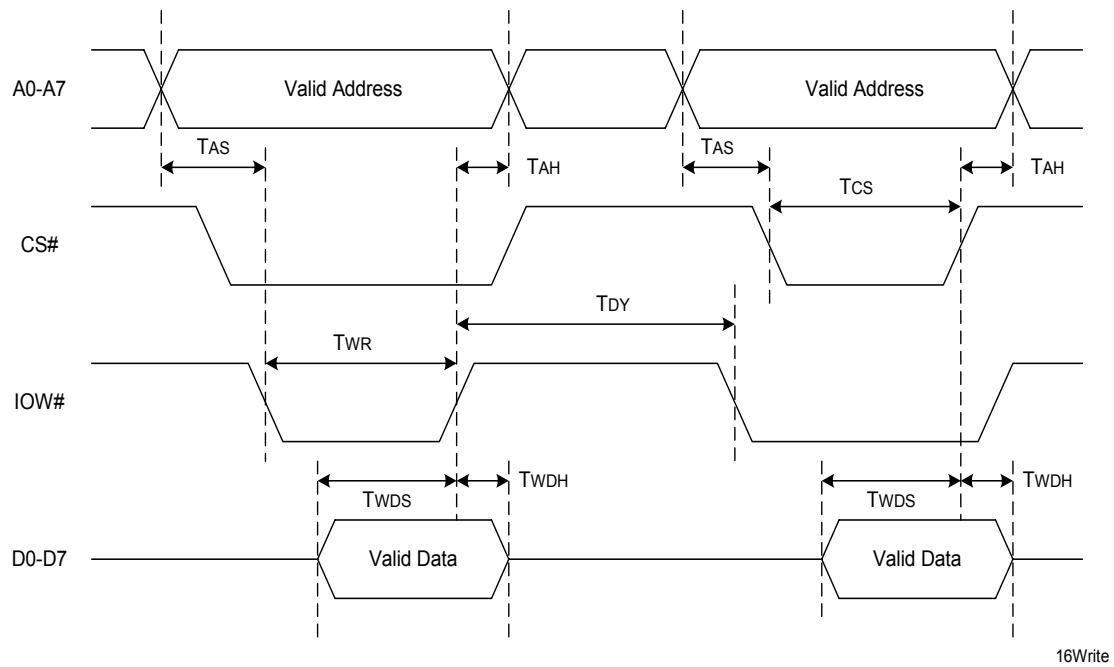 A0-A7
Valid Address
Valid Address
TAS
TAH
TAS
TAH
TCS
CS#
TDY
TWR
IOW#
TWDS
TWDH
TWDS
TWDH
D0-D7
Valid Data
Valid Data
16Write